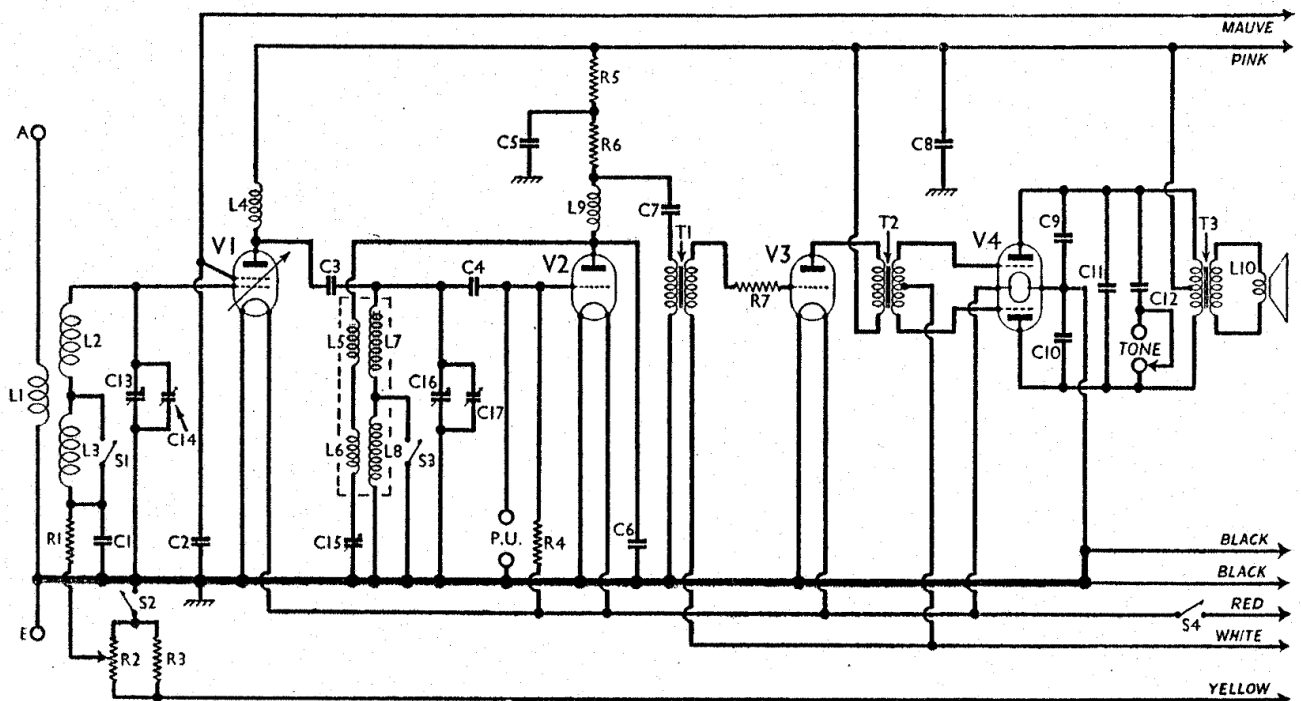 MAUVE
PINK
A
R5
C5
R6
C8
L4
L9
C7
V1
T1
T2
V4
C9
T3
V3
C3
C4
V2
C11
L10
L2
R7
C12
L5
L7
C10
TONE
C13
C16
L1
C17
C14
L3
S1
L6
L8
S3
R1
C1
C2
C15
P.U.
R4
C6
BLACK
BLACK
S2
RED
E
S4
WHITE
R2
R3
YELLOW